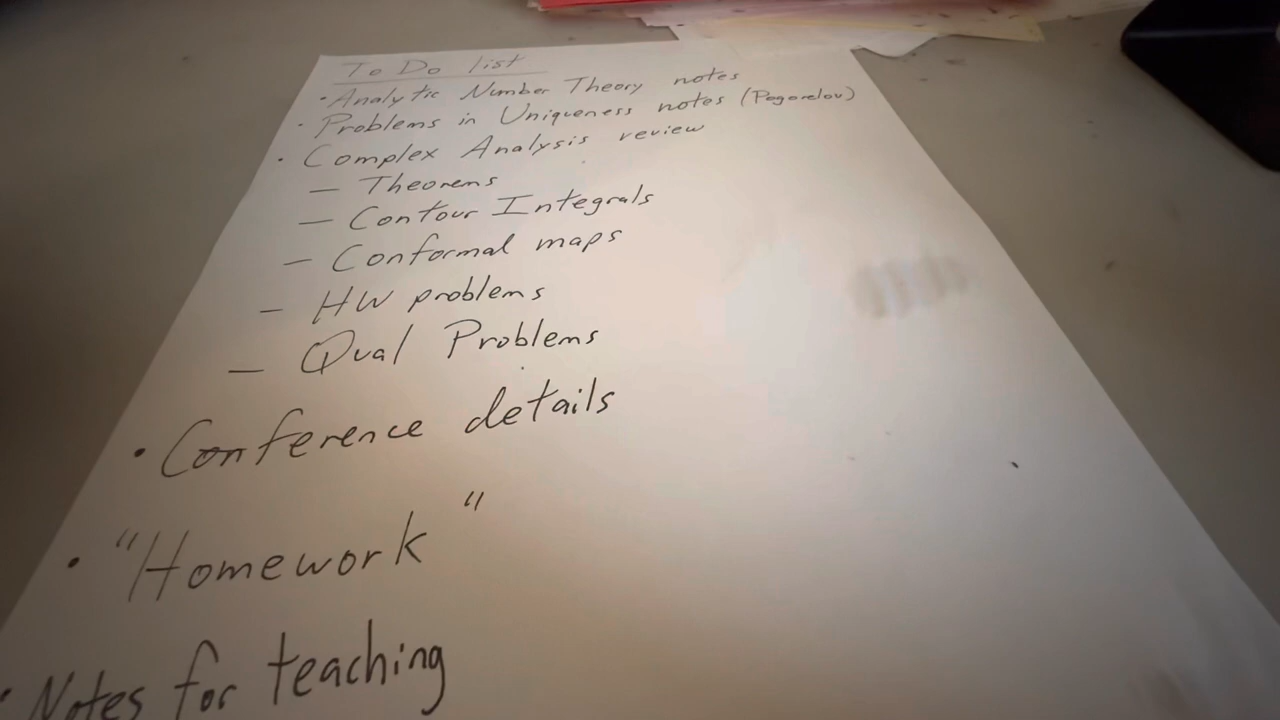 To Do list
· Analytic Number Theory notes
· Problems in Uniqueness notes (Pogorelov)
· Complex Analysis review
— Theorems
— Contour Integrals
— Conformal maps
— HW problems
— Qual Problems
· Conference details
· "Homework"
· Notes for teaching